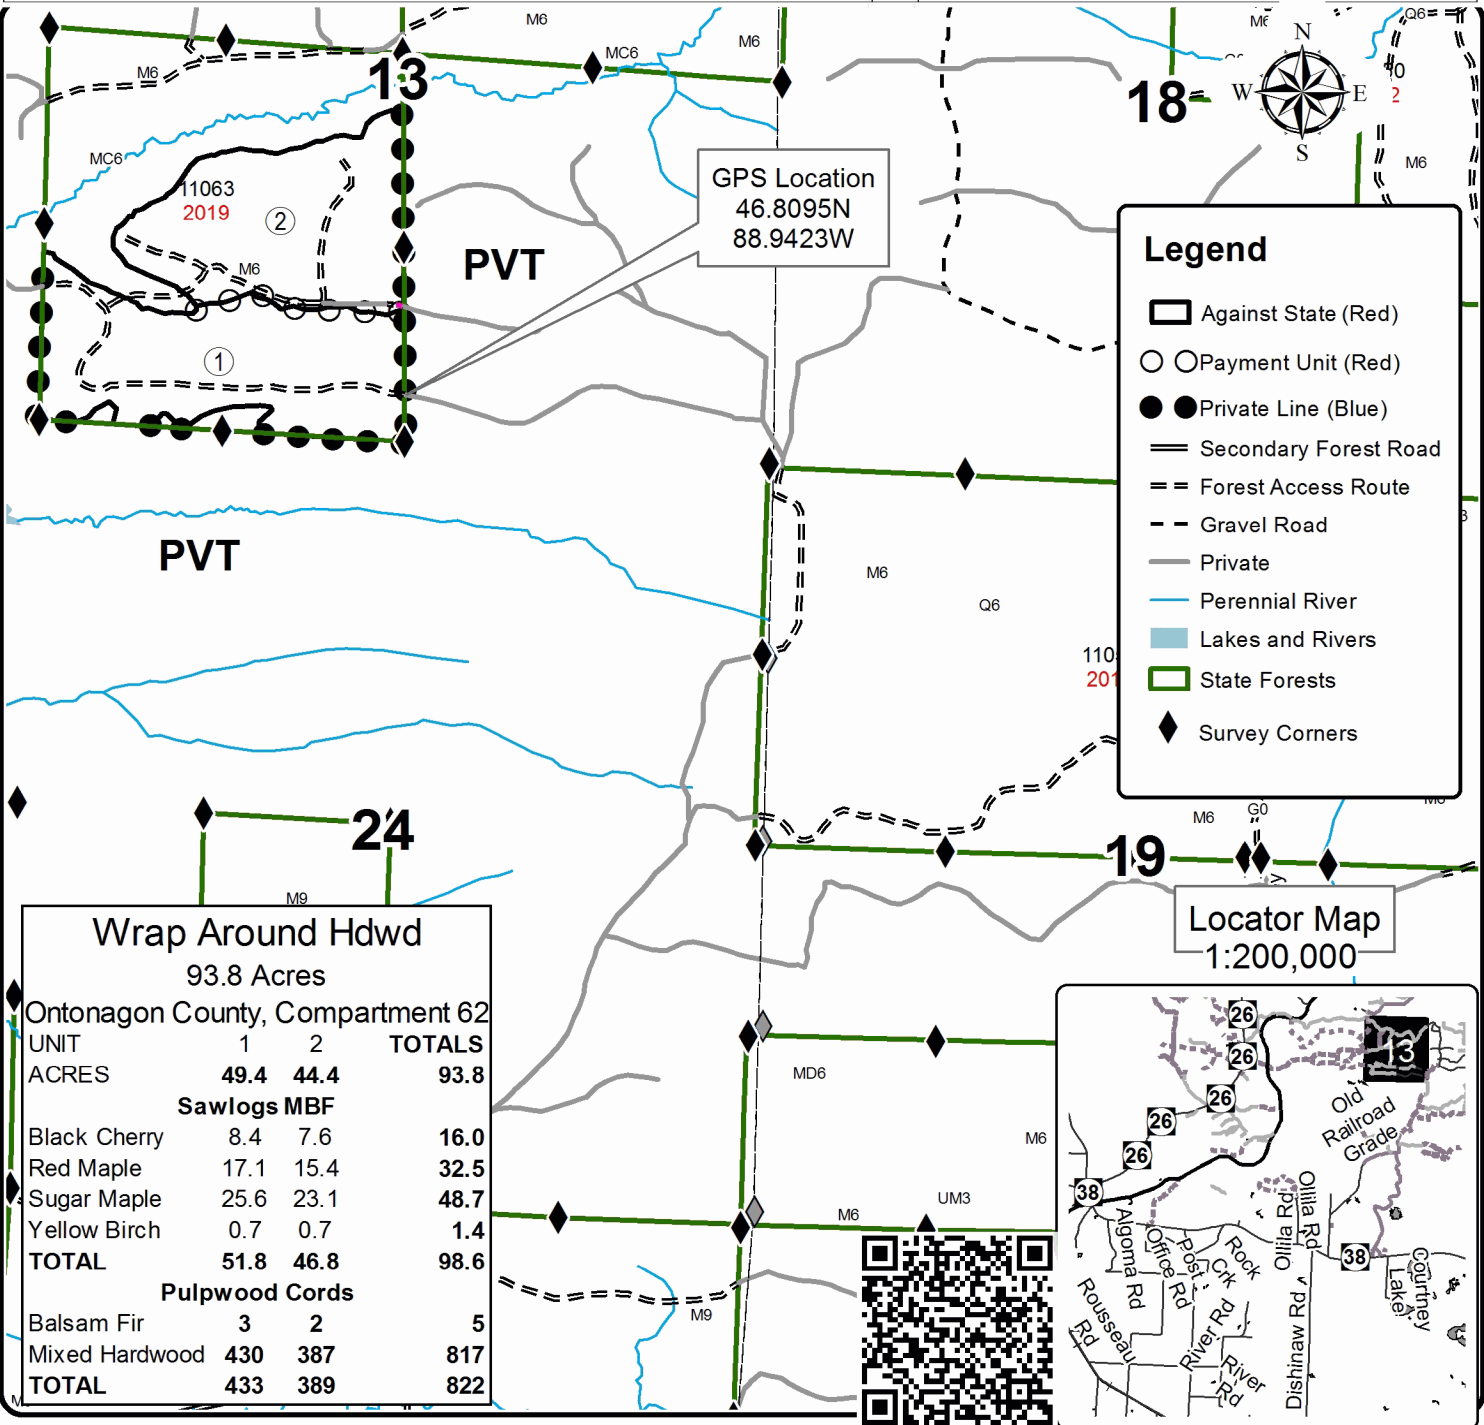 M6
M6
MC6
M6
M6
Q6
13
18
N
W
E
S
2
M6
MC6
11063
2019
2
M6
1
PVT
GPS Location
46.8095N
88.9423W
Legend
Against State (Red)
Payment Unit (Red)
Private Line (Blue)
Secondary Forest Road
Forest Access Route
Gravel Road
Private
Perennial River
Lakes and Rivers
State Forests
Survey Corners
PVT
M6
Q6
110
201
24
M9
M6
G0
19
Locator Map
1:200,000
Wrap Around Hdwd
93.8 Acres
Ontonagon County, Compartment 62
UNIT 1 2 TOTALS
ACRES 49.4 44.4 93.8
Sawlogs MBF
Black Cherry 8.4 7.6 16.0
Red Maple 17.1 15.4 32.5
Sugar Maple 25.6 23.1 48.7
Yellow Birch 0.7 0.7 1.4
TOTAL 51.8 46.8 98.6
Pulpwood Cords
Balsam Fir 3 2 5
Mixed Hardwood 430 387 817
TOTAL 433 389 822
MD6
M6
UM3
M6
M9
26
26
26
26
26
38
13
Old
Railroad
Grade
Algoma Rd
Office Rd
Post
Rock
Crk
Ollila Rd
Ollila Rd
38
Courtney
Lake
Rousseau
Rd
River Rd
River
Rd
Dishinaw Rd